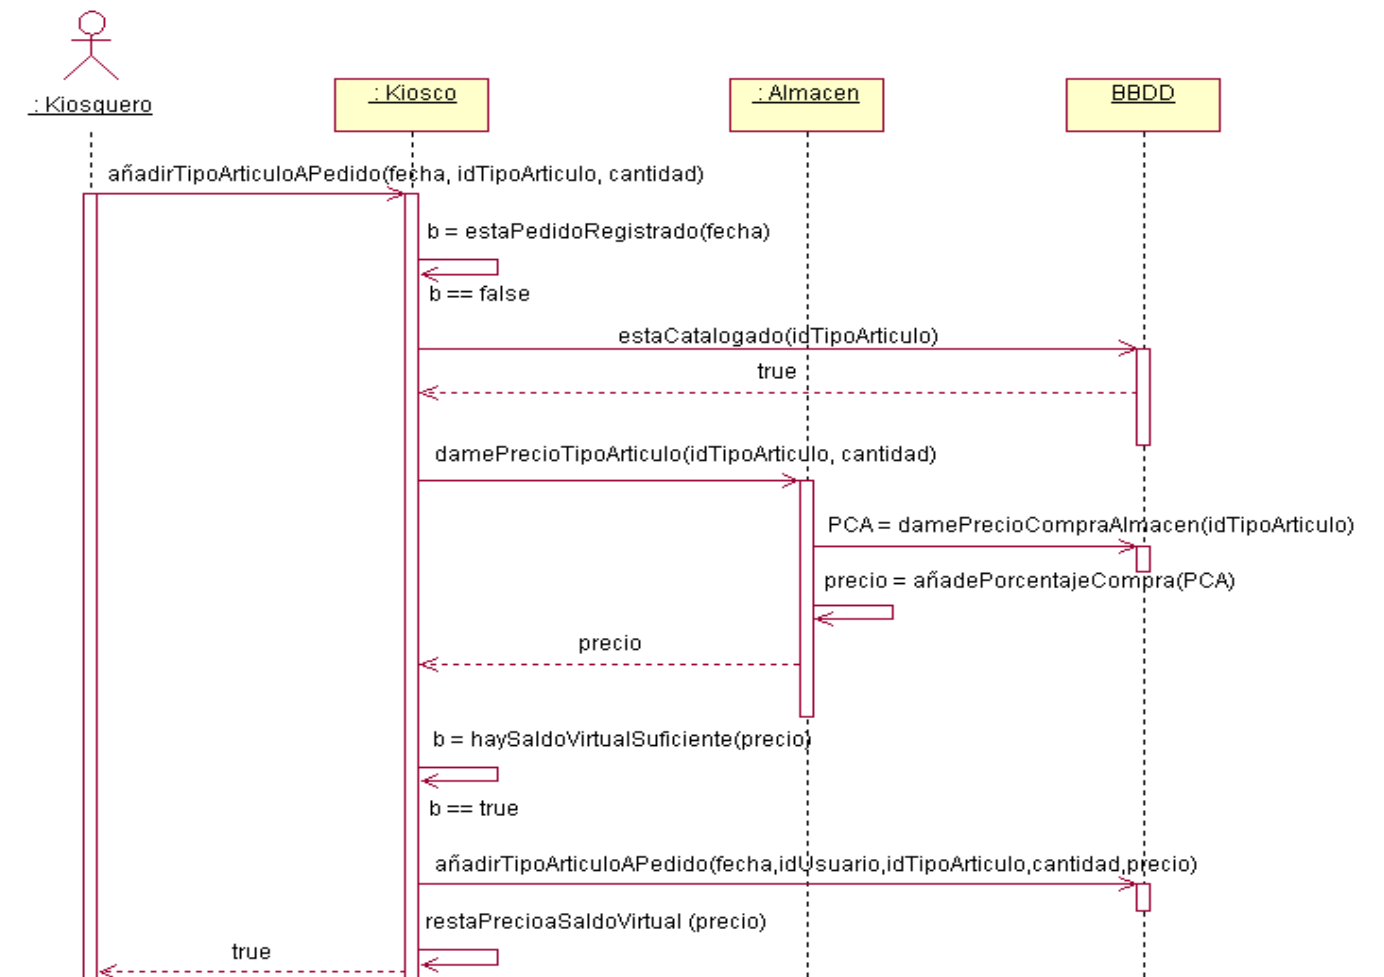 : Kiosquero
: Kiosco
: Almacen
BBDD
añadirTipoArticuloAPedido(fecha, idTipoArticulo, cantidad)
b = estaPedidoRegistrado(fecha)
b == false
estaCatalogado(idTipoArticulo)
true
damePrecioTipoArticulo(idTipoArticulo, cantidad)
PCA = damePrecioCompraAlmacen(idTipoArticulo)
precio = añadePorcentajeCompra(PCA)
precio
b = haySaldoVirtualSuficiente(precio)
b == true
añadirTipoArticuloAPedido(fecha,idUsuario,idTipoArticulo,cantidad,precio)
restaPrecioaSaldoVirtual (precio)
true